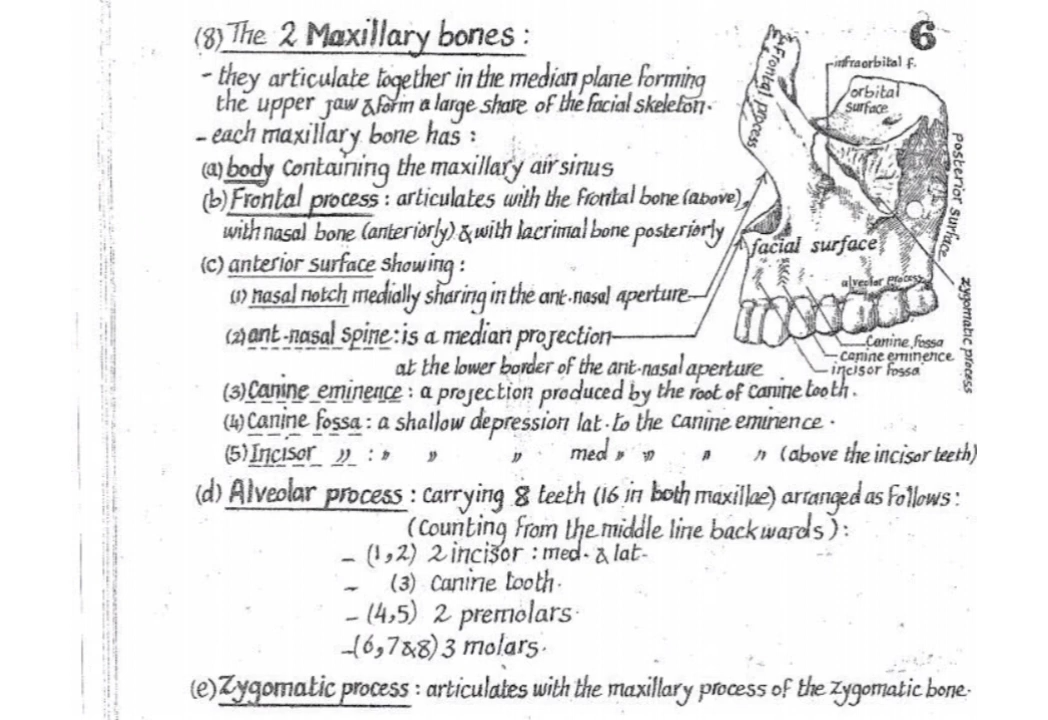 6
(8) The 2 Maxillary bones :
- they articulate together in the median plane forming
the upper jaw & form a large share of the facial skeleton.
- each maxillary bone has :
(a) body Containing the maxillary air sinus
(b) Frontal process : articulates with the frontal bone (above),
with nasal bone (anteriorly) & with lacrimal bone posteriorly
(c) anterior surface showing :
(1) nasal notch medially sharing in the ant. nasal aperture
(2) ant.-nasal spine : is a median projection
at the lower border of the ant. nasal aperture
(3) Canine eminence : a projection produced by the root of canine tooth.
(4) Canine fossa : a shallow depression lat. to the canine eminence.
(5) Incisor " : " " " med " " " " (above the incisor teeth)
(d) Alveolar process : carrying 8 teeth (16 in both maxillae) arranged as follows :
(Counting from the middle line backwards) :
- (1,2) 2 incisor : med. & lat-
- (3) canine tooth.
- (4,5) 2 premolars.
- (6,7&8) 3 molars.
(e) Zygomatic process : articulates with the maxillary process of the zygomatic bone.
Frontal process
infraorbital f.
orbital
surface
Posterior surface
facial surface
alveolar process
zygomatic process
Canine fossa
canine eminence
incisor fossa